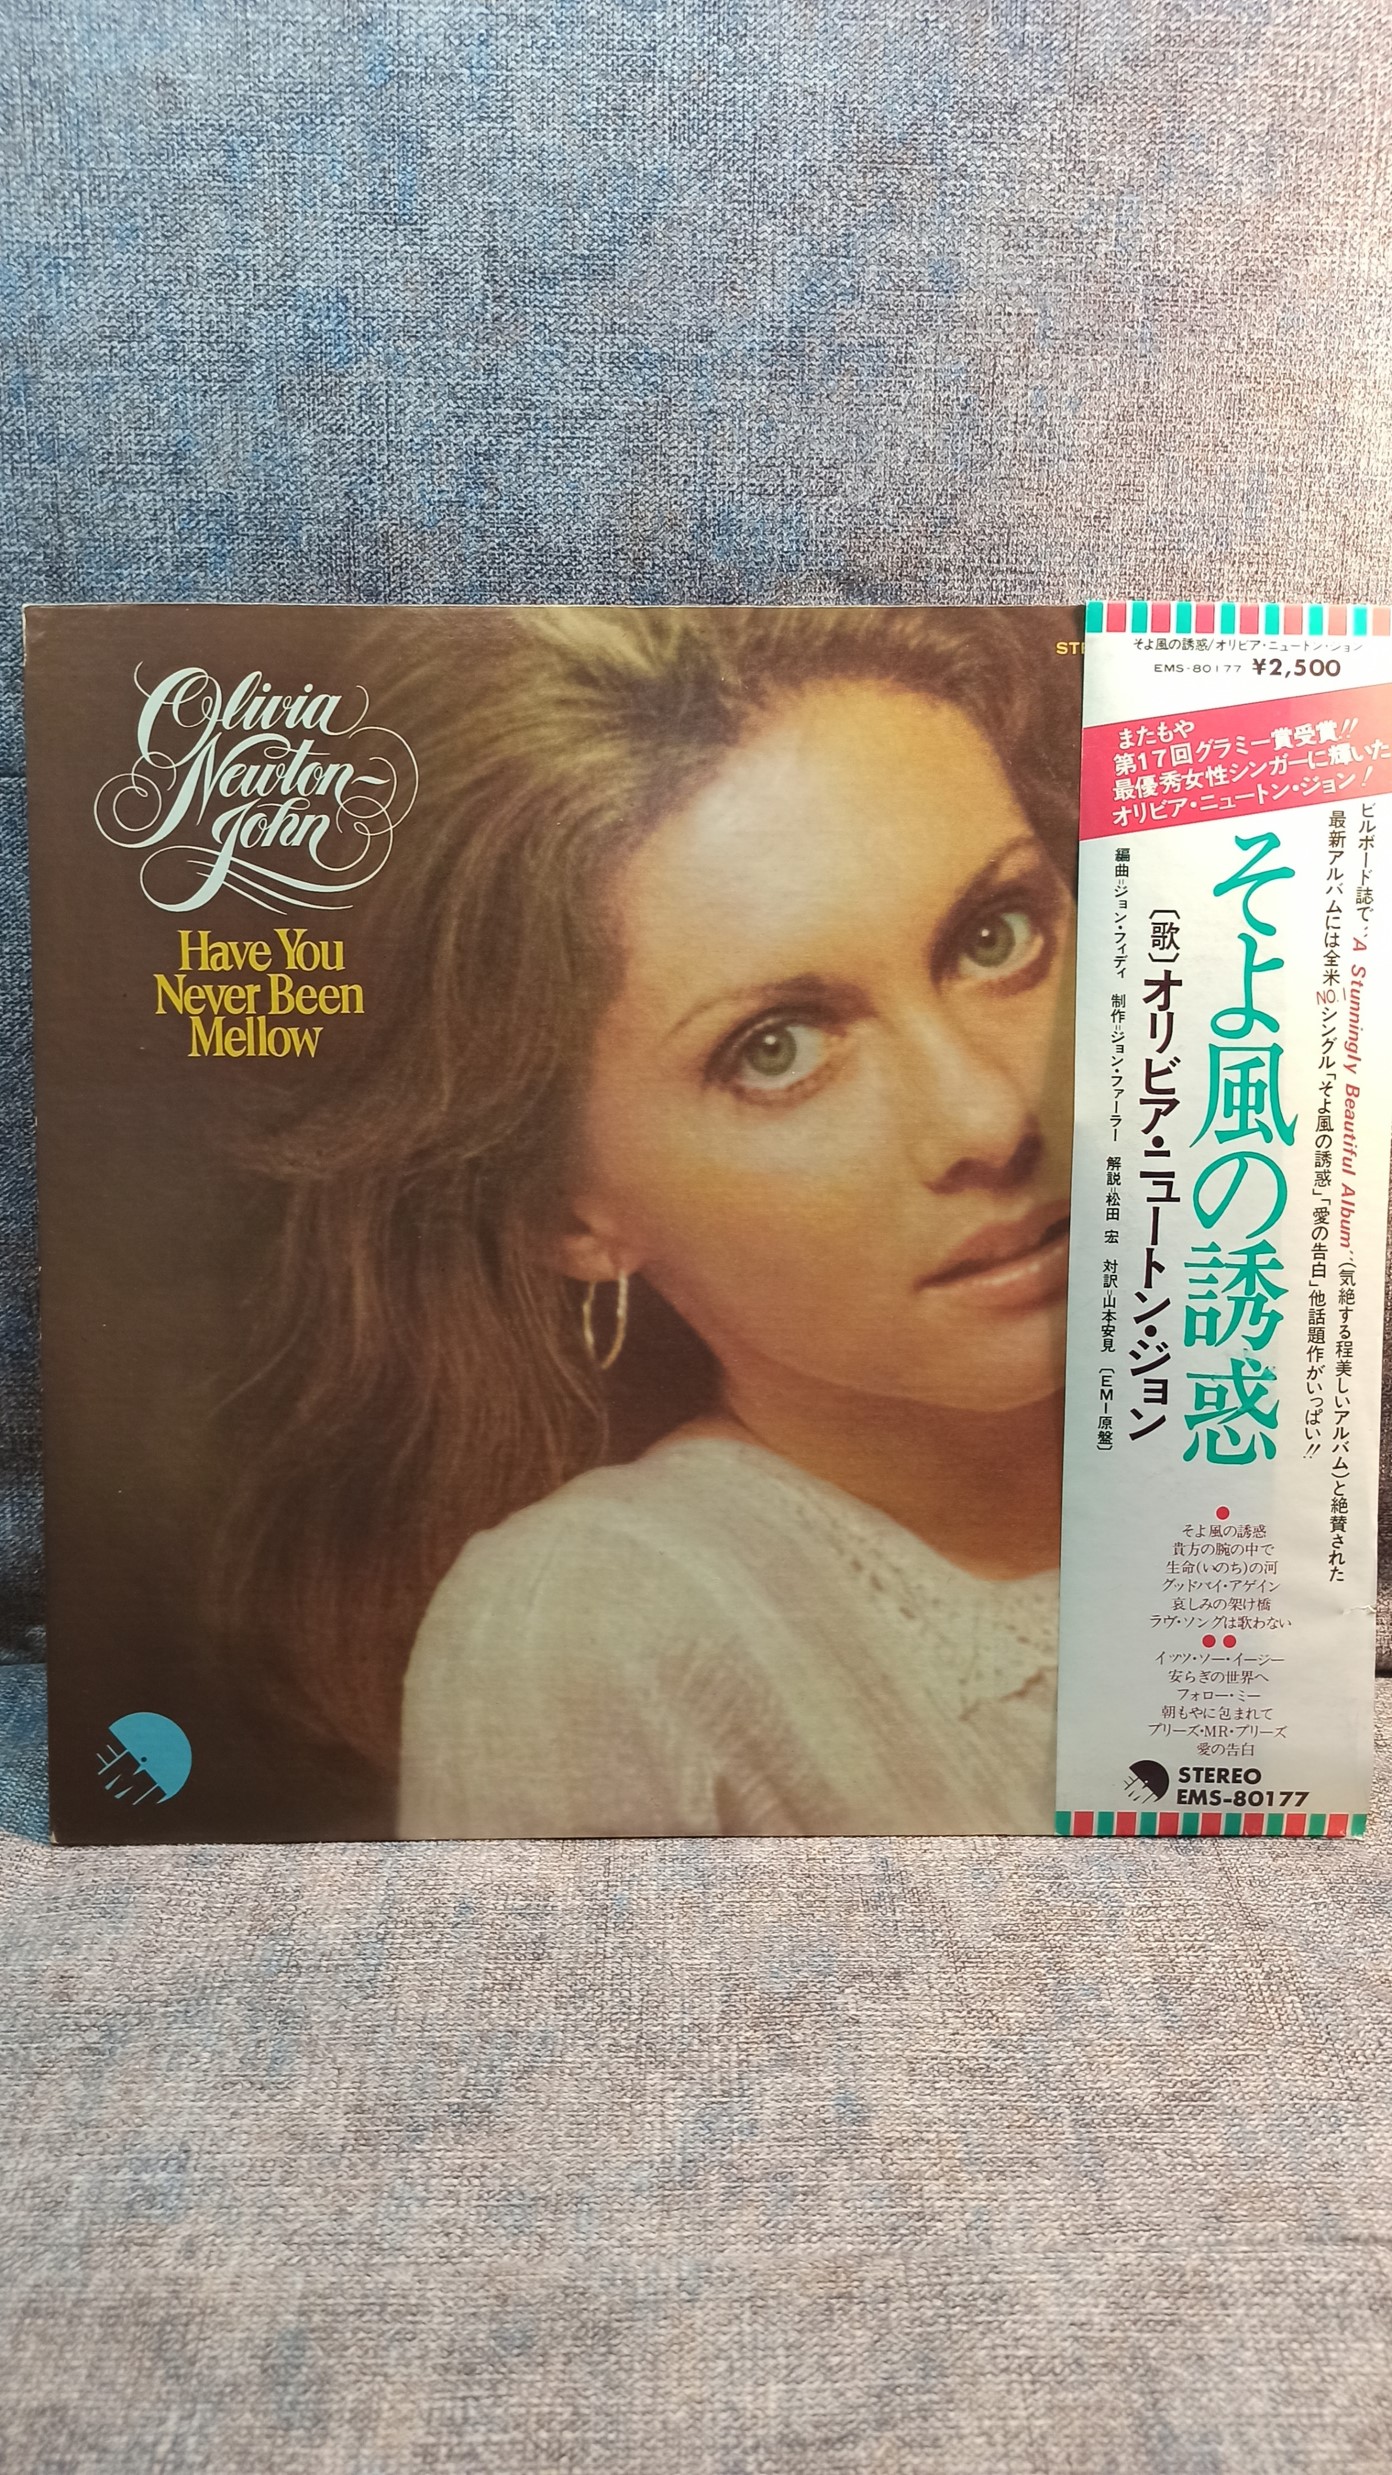 Olivia
Newton-
John
Have You
Never Been
Mellow
STE
EMI
そよ風の誘惑/オリビア・ニュートン・ジョン
EMS-80177 ¥2,500
またもや
第17回グラミー賞受賞!!
最優秀女性シンガーに輝いた
オリビア・ニュートン・ジョン!
ビルボード誌で、"A Stunningly Beautiful Album"(気絶する程美しいアルバム)と絶賛された
最新アルバムには全米NO.1シングル「そよ風の誘惑」「愛の告白」他話題作がいっぱい!!
そよ風の誘惑
〔歌〕オリビア・ニュートン・ジョン
編曲=ジョン・フィディ 制作=ジョン・ファーラー 解説=松田 宏 対訳=山本安見 〔EMI原盤〕
●
そよ風の誘惑
貴方の腕の中で
生命(いのち)の河
グッドバイ・アゲイン
哀しみの架け橋
ラヴ・ソングは歌わない
●●
イッツ・ソー・イージー
安らぎの世界へ
フォロー・ミー
朝もやに包まれて
プリーズ・MR・プリーズ
愛の告白
EMI
STEREO
EMS-80177